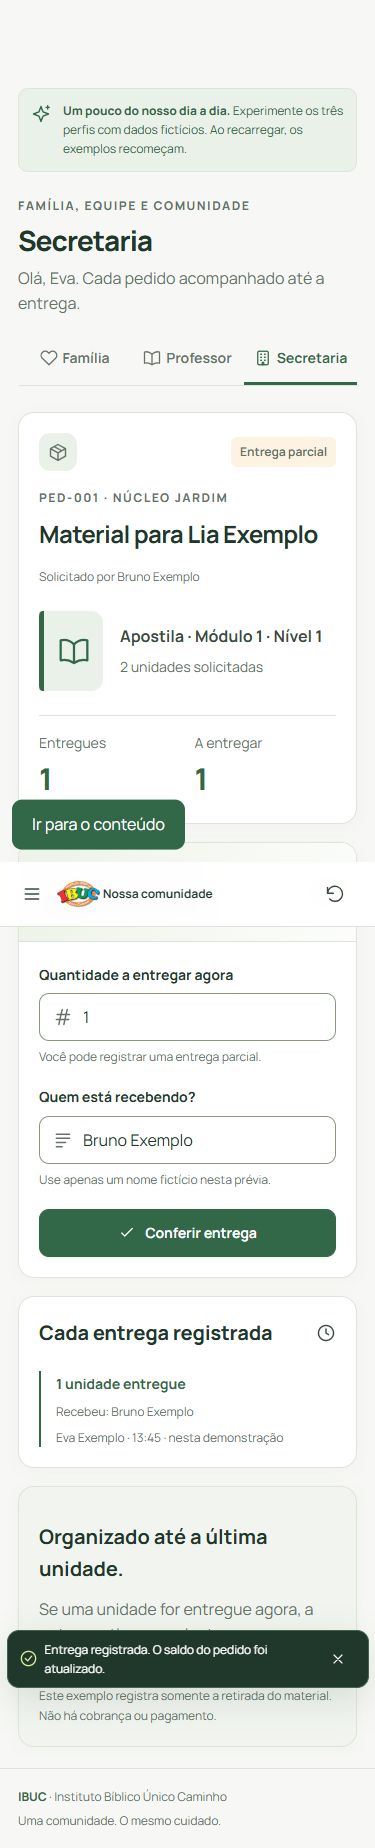 Um pouco do nosso dia a dia. Experimente os três
perfis com dados fictícios. Ao recarregar, os
exemplos recomeçam.
FAMÍLIA, EQUIPE E COMUNIDADE
Secretaria
Olá, Eva. Cada pedido acompanhado até a
entrega.
Família
Professor
Secretaria
Entrega parcial
PED-001 · NÚCLEO JARDIM
Material para Lia Exemplo
Solicitado por Bruno Exemplo
Apostila · Módulo 1 · Nível 1
2 unidades solicitadas
Entregues
A entregar
1
1
Ir para o conteúdo
IBUC
Nossa comunidade
Quantidade a entregar agora
# 1
Você pode registrar uma entrega parcial.
Quem está recebendo?
Bruno Exemplo
Use apenas um nome fictício nesta prévia.
Conferir entrega
Cada entrega registrada
1 unidade entregue
Recebeu: Bruno Exemplo
Eva Exemplo · 13:45 · nesta demonstração
Organizado até a última
unidade.
Se uma unidade for entregue agora, a
Entrega registrada. O saldo do pedido foi
atualizado.
Este exemplo registra somente a retirada do material.
Não há cobrança ou pagamento.
IBUC · Instituto Bíblico Único Caminho
Uma comunidade. O mesmo cuidado.